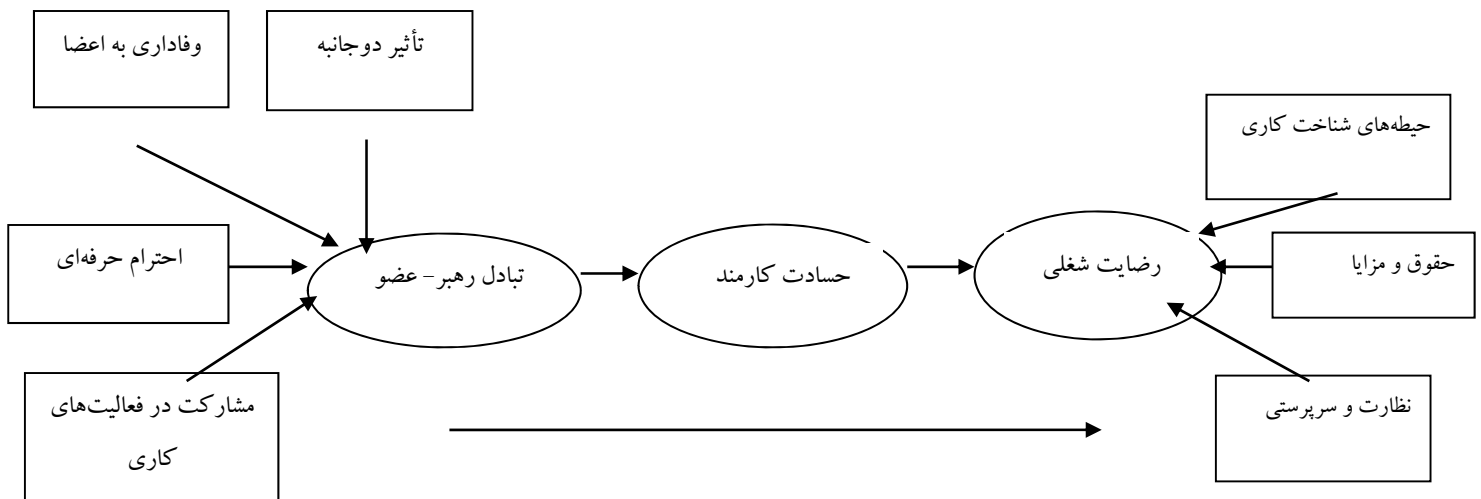 وفاداری به اعضا
تأثیر دوجانبه
حیطه‌های شناخت کاری
احترام حرفه‌ای
تبادل رهبر- عضو
حسادت کارمند
رضایت شغلی
حقوق و مزایا
مشارکت در فعالیت‌های
کاری
نظارت و سرپرستی